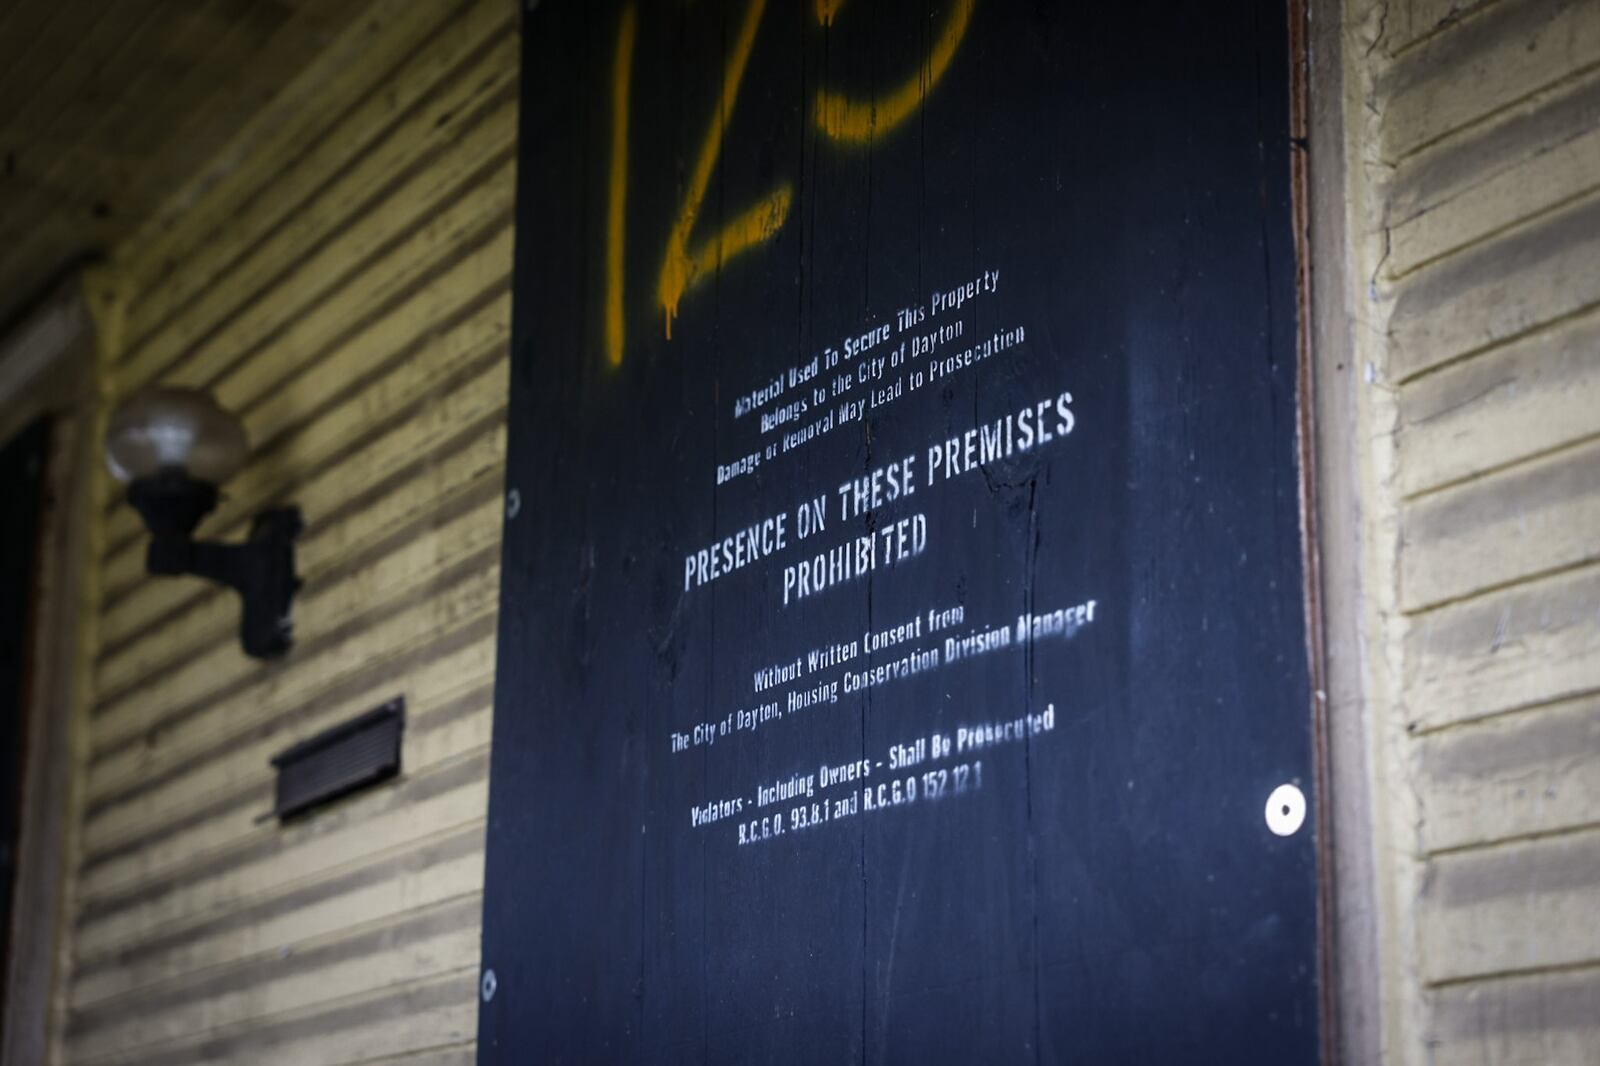 Material Used To Secure This Property
Belongs to the City of Dayton
Damage or Removal May Lead to Prosecution
PRESENCE ON THESE PREMISES
PROHIBITED
Without Written Consent from
The City of Dayton, Housing Conservation Division Manager
Violators - Including Owners - Shall Be Prosecuted
R.C.G.O. 93.8.1 and R.C.G.O 152 12 1